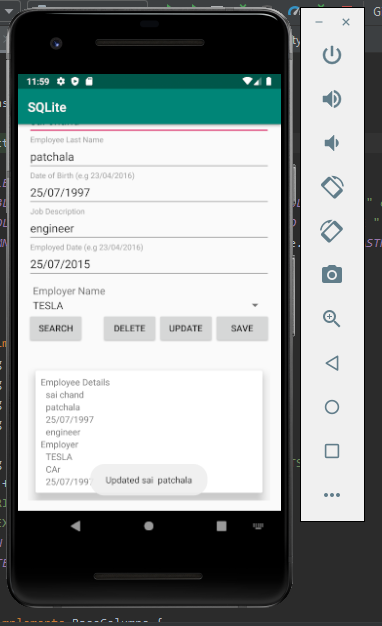 11:59
SQLite
Employee Last Name
patchala
Date of Birth (e.g 23/04/2016)
25/07/1997
Job Description
engineer
Employed Date (e.g 23/04/2016)
25/07/2015
Employer Name
TESLA
SEARCH DELETE UPDATE SAVE
Employee Details
sai chand
patchala
25/07/1997
engineer
Employer
TESLA
CAr
25/07/199
Updated sai patchala